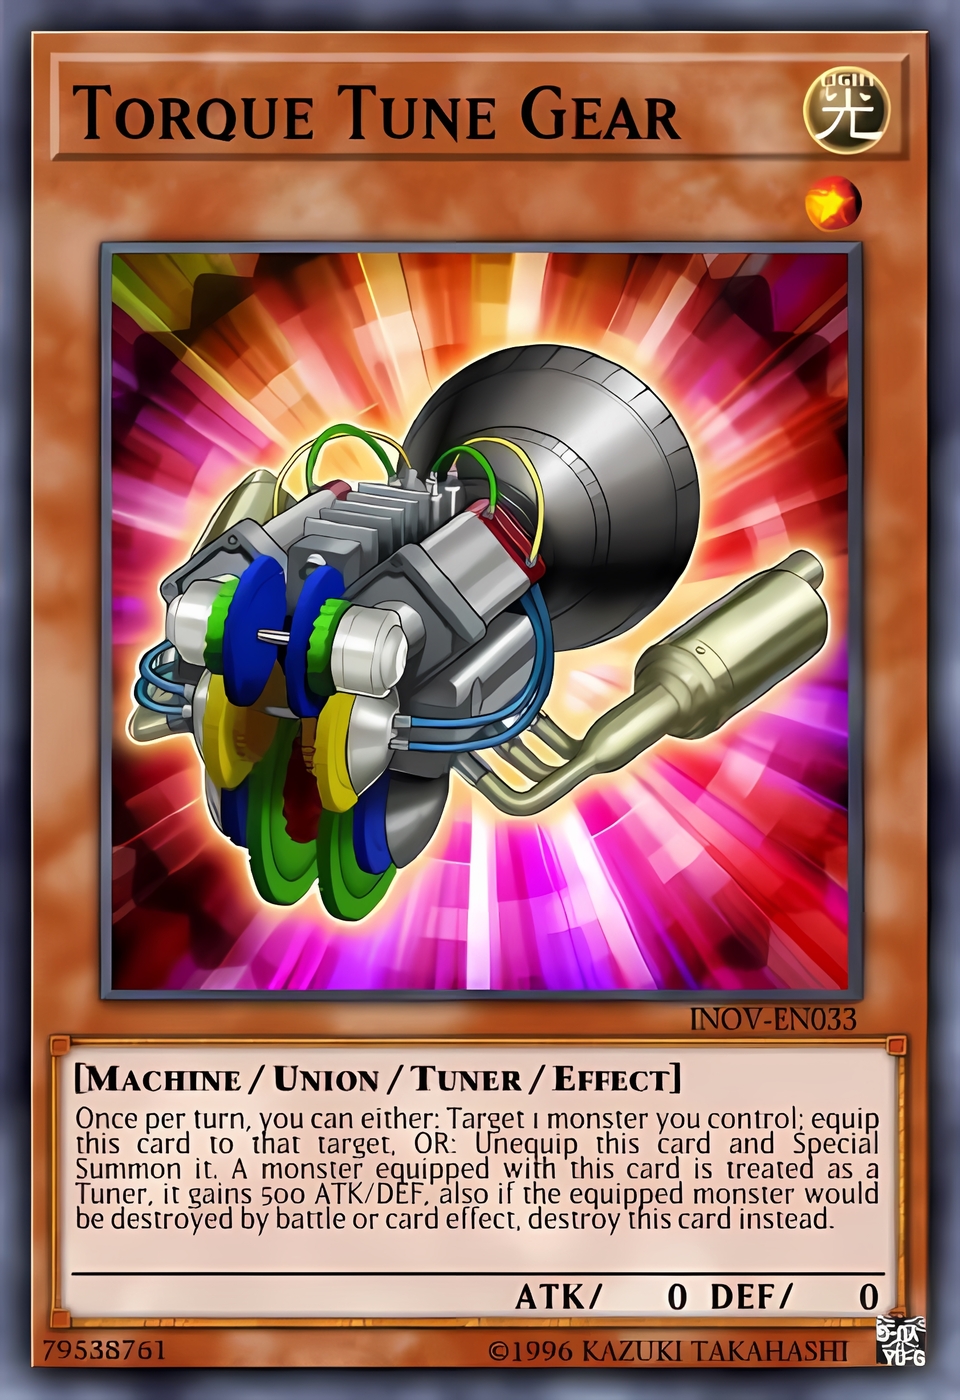 TORQUE TUNE GEAR
光
INOV-EN033
[MACHINE / UNION / TUNER / EFFECT]
Once per turn, you can either: Target 1 monster you control; equip
this card to that target, OR: Unequip this card and Special
Summon it. A monster equipped with this card is treated as a
Tuner, it gains 500 ATK/DEF, also if the equipped monster would
be destroyed by battle or card effect, destroy this card instead.
ATK/ 0 DEF/ 0
79538761 ©1996 KAZUKI TAKAHASHI